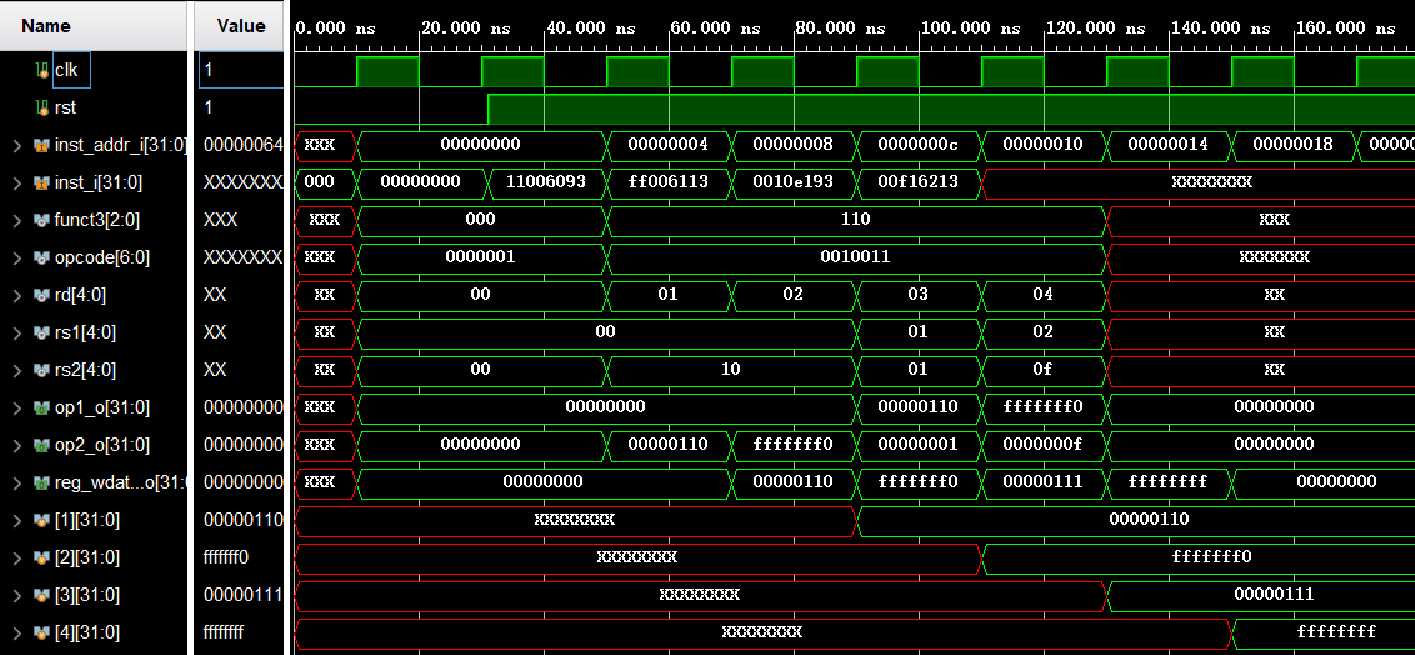 Name Value 0.000 ns 20.000 ns 40.000 ns 60.000 ns 80.000 ns 100.000 ns 120.000 ns 140.000 ns 160.000 ns
clk 1
rst 1
inst_addr_i[31:0] 00000064 XXX 00000000 00000004 00000008 0000000c 00000010 00000014 00000018 00000
inst_i[31:0] XXXXXXXX 000 00000000 11006093 ff006113 0010e193 00f16213 XXXXXXXX
funct3[2:0] XXX XXX 000 110 XXX
opcode[6:0] XXXXXXX XXX 0000001 0010011 XXXXXXX
rd[4:0] XX XX 00 01 02 03 04 XX
rs1[4:0] XX XX 00 01 02 XX
rs2[4:0] XX XX 00 10 01 0f XX
op1_o[31:0] 00000000 XXX 00000000 00000110 fffffff0 00000000
op2_o[31:0] 00000000 XXX 00000000 00000110 fffffff0 00000001 0000000f 00000000
reg_wdat...o[31:0 00000000 XXX 00000000 00000110 fffffff0 00000111 ffffffff 00000000
[1][31:0] 00000110 XXXXXXXX 00000110
[2][31:0] fffffff0 XXXXXXXX fffffff0
[3][31:0] 00000111 XXXXXXXX 00000111
[4][31:0] ffffffff XXXXXXXX ffffffff